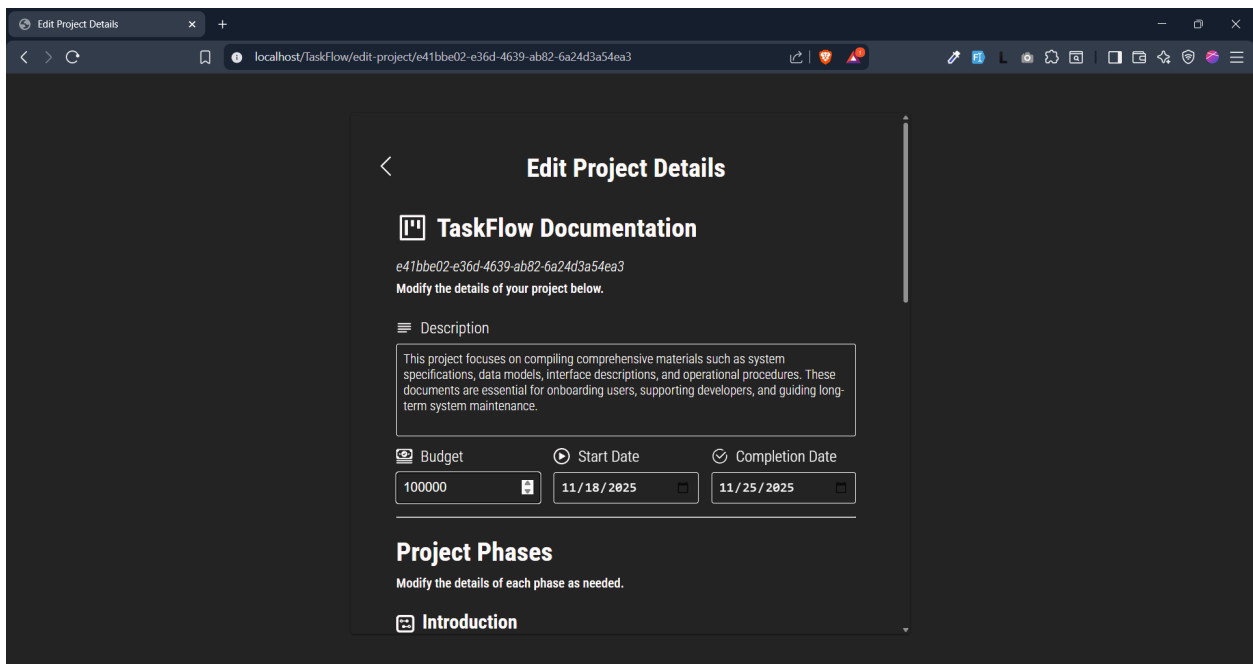 Edit Project Details
localhost/TaskFlow/edit-project/e41bbe02-e36d-4639-ab82-6a24d3a54ea3
Edit Project Details
TaskFlow Documentation
e41bbe02-e36d-4639-ab82-6a24d3a54ea3
Modify the details of your project below.
Description
This project focuses on compiling comprehensive materials such as system
specifications, data models, interface descriptions, and operational procedures. These
documents are essential for onboarding users, supporting developers, and guiding long-
term system maintenance.
Budget Start Date Completion Date
100000 11/18/2025 11/25/2025
Project Phases
Modify the details of each phase as needed.
Introduction